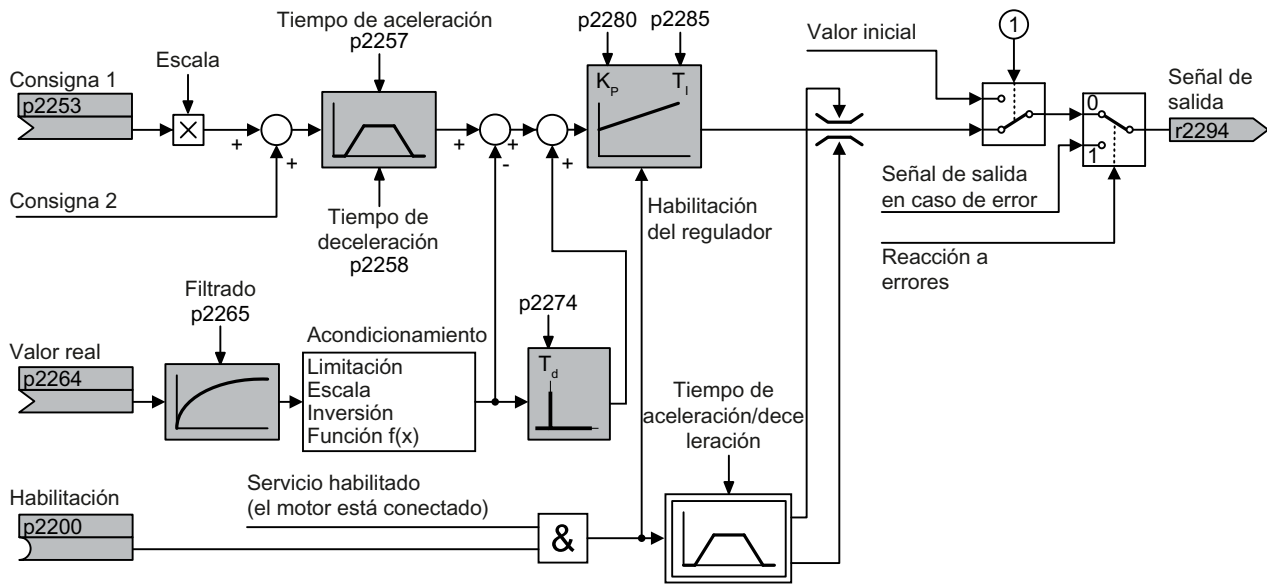 Tiempo de aceleración
p2257
p2280
p2285
Valor inicial
1
Escala
Consigna 1
p2253
×
+
+
+
-
+
+
K_P
T_I
0
1
Señal de
salida
r2294
Consigna 2
Tiempo de
deceleración
p2258
Habilitación
del regulador
Señal de salida
en caso de error
Reacción a
errores
Filtrado
p2265
p2274
Valor real
p2264
Acondicionamiento
Limitación
Escala
Inversión
Función f(x)
T_d
Tiempo de
aceleración/dece
leración
Habilitación
p2200
Servicio habilitado
(el motor está conectado)
&